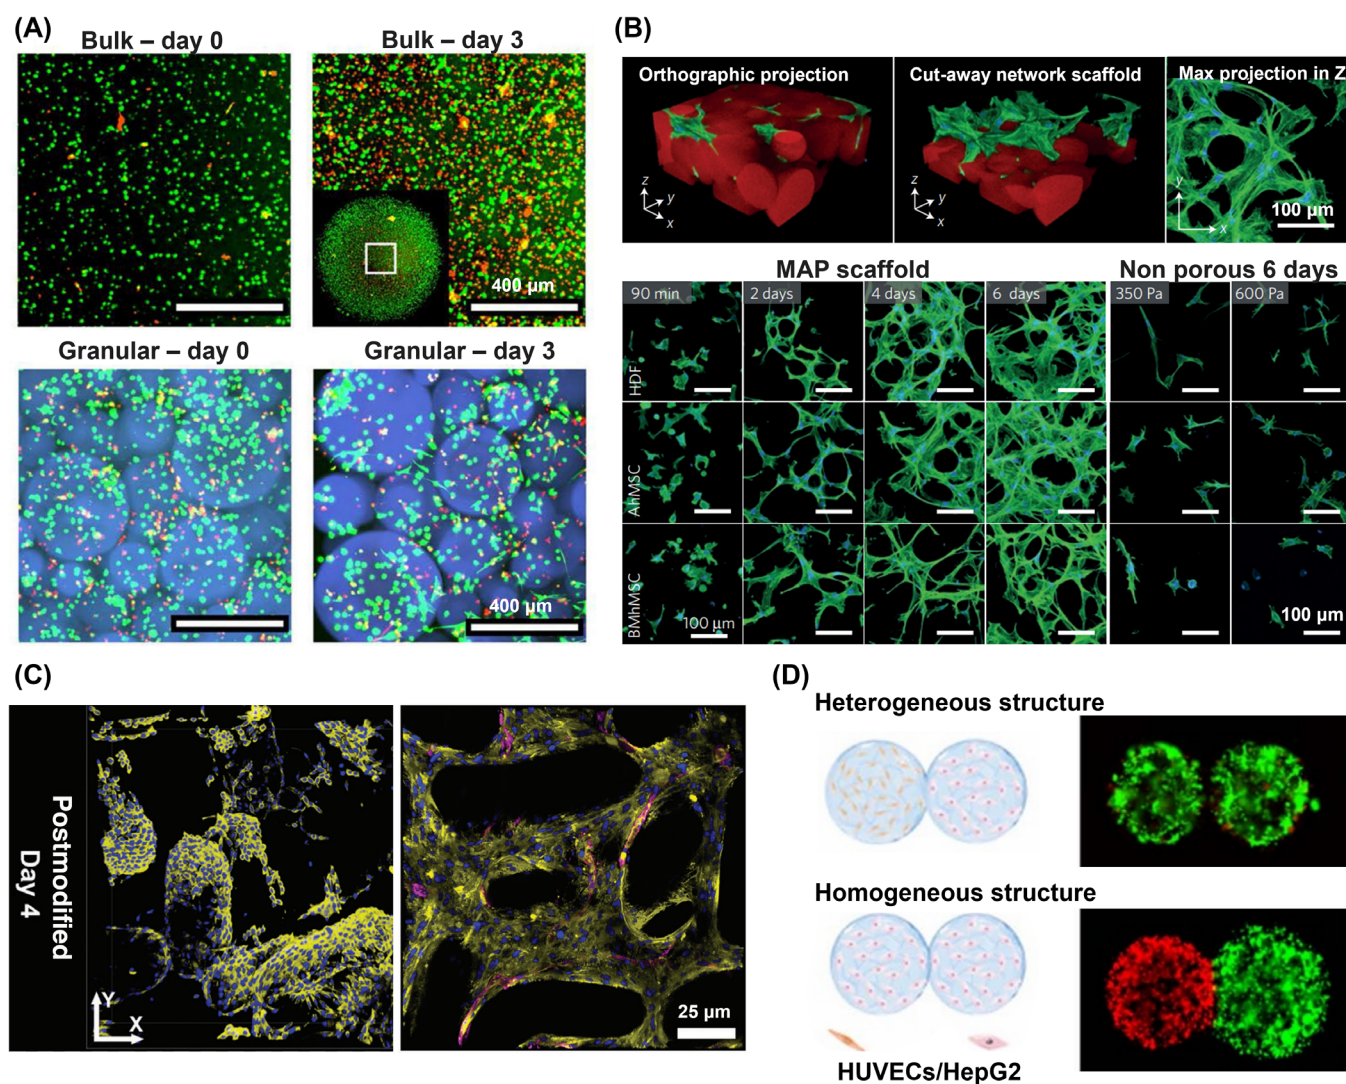 (A)
Bulk – day 0
Bulk – day 3
400 µm
Granular – day 0
Granular – day 3
400 µm
(B)
Orthographic projection
Cut-away network scaffold
Max projection in Z
z
y
x
z
y
x
y
x
100 µm
MAP scaffold
Non porous 6 days
90 min
2 days
4 days
6 days
350 Pa
600 Pa
HDF
AhMSC
BMhMSC
100 µm
100 µm
(C)
Postmodified
Day 4
Y
X
25 µm
(D)
Heterogeneous structure
Homogeneous structure
HUVECs/HepG2